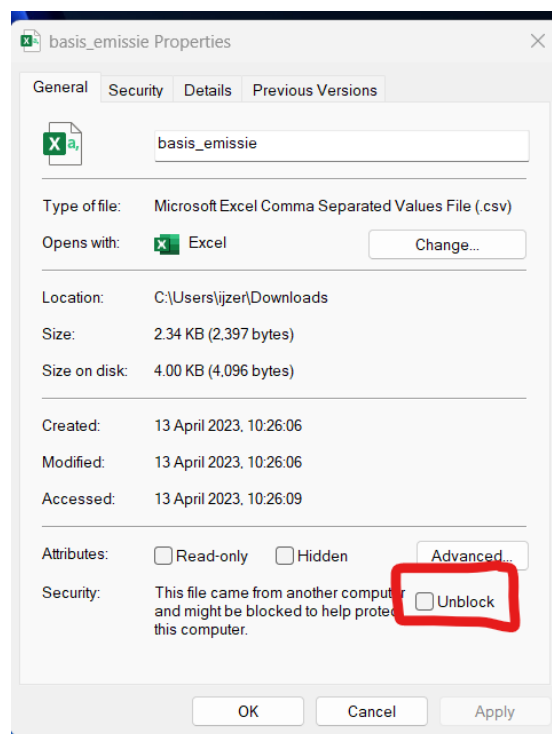 basis_emissie Properties
General Security Details Previous Versions
X a,
basis_emissie
Type of file: Microsoft Excel Comma Separated Values File (.csv)
Opens with: Excel Change...
Location: C:\Users\ijzer\Downloads
Size: 2.34 KB (2,397 bytes)
Size on disk: 4.00 KB (4,096 bytes)
Created: 13 April 2023, 10:26:06
Modified: 13 April 2023, 10:26:06
Accessed: 13 April 2023, 10:26:09
Attributes: Read-only Hidden Advanced...
Security: This file came from another computer Unblock
and might be blocked to help protect
this computer.
OK Cancel Apply